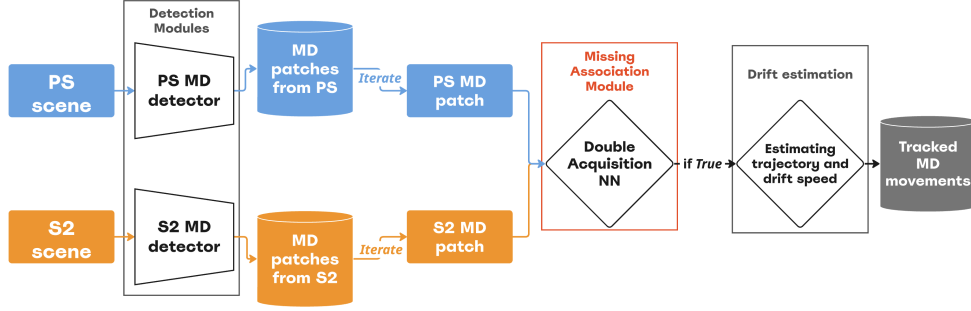 Detection
Modules
PS
scene
PS MD
detector
MD
patches
from PS
Iterate
PS MD
patch
S2
scene
S2 MD
detector
MD
patches
from S2
Iterate
S2 MD
patch
Missing
Association
Module
Double
Acquisition
NN
if True
Drift estimation
Estimating
trajectory and
drift speed
Tracked
MD
movements